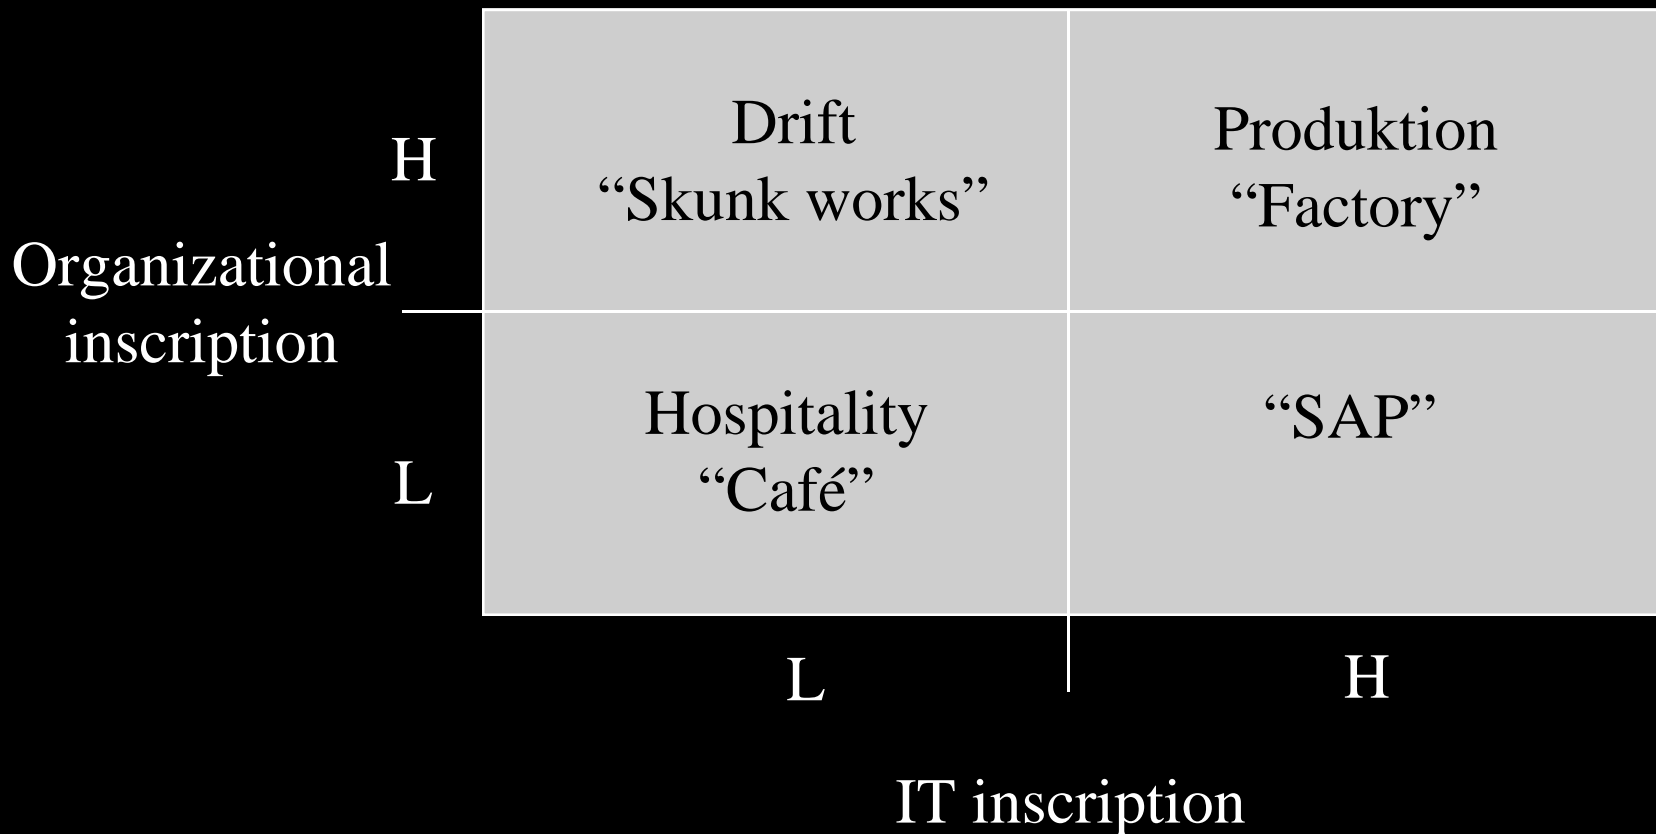 H
Drift
“Skunk works”
Produktion
“Factory”
Organizational
inscription
L
Hospitality
“Café”
“SAP”
L
H
IT inscription